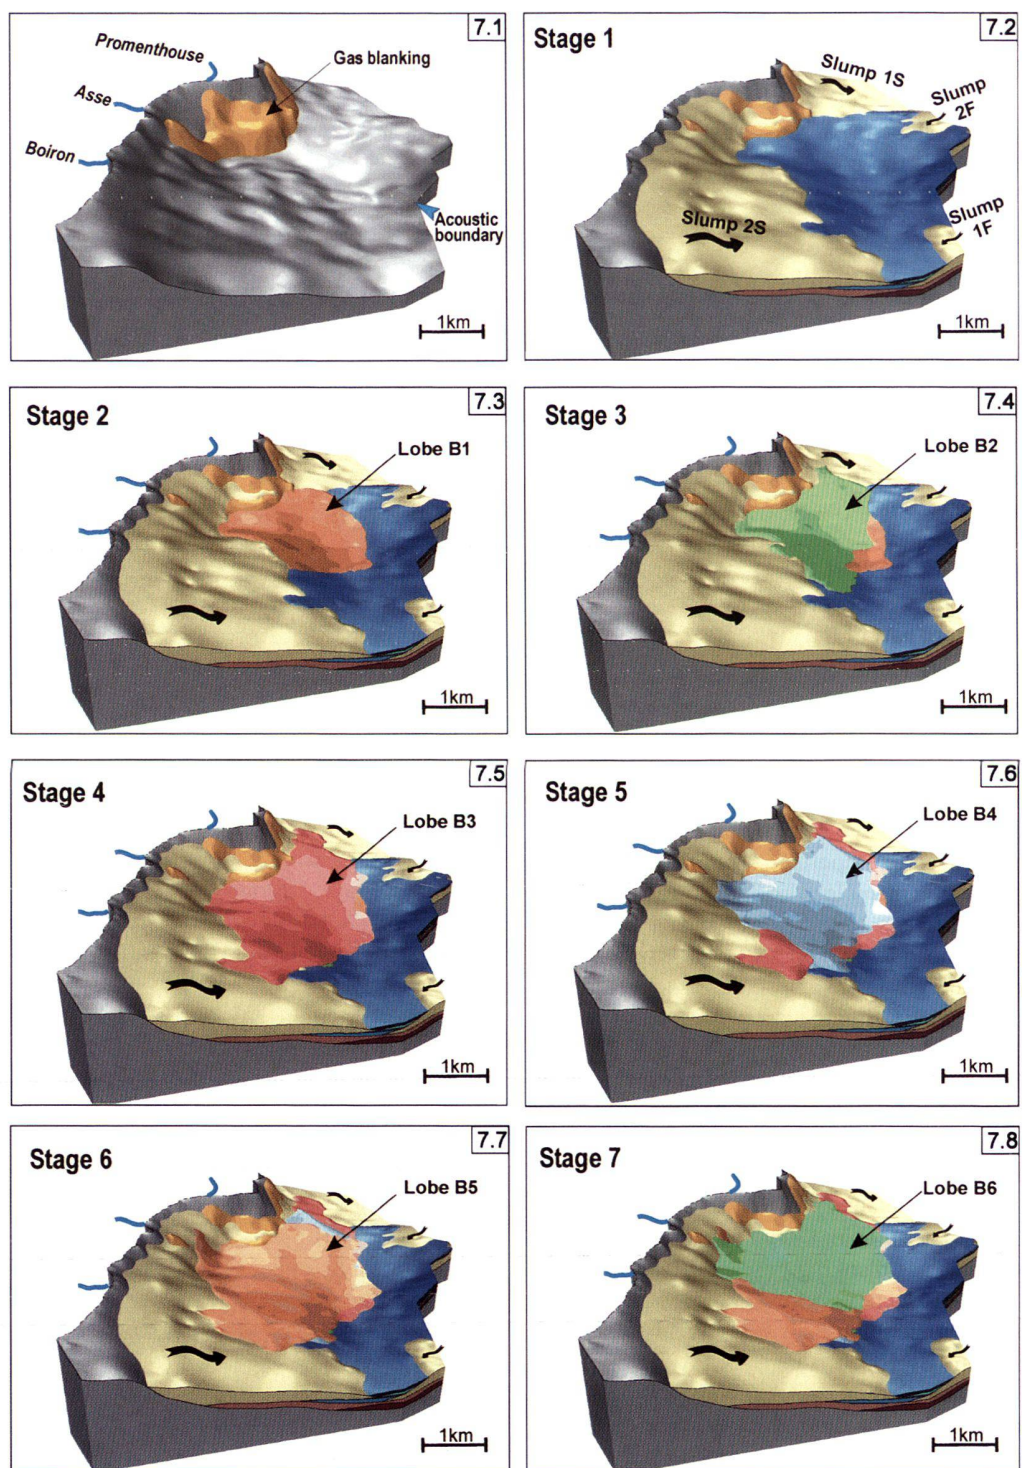 7.1
Promenthouse
Gas blanking
Asse
Boiron
Acoustic
boundary
1km
7.2
Stage 1
Slump 1S
Slump
2F
Slump 2S
Slump
1F
1km
7.3
Stage 2
Lobe B1
1km
7.4
Stage 3
Lobe B2
1km
7.5
Stage 4
Lobe B3
1km
7.6
Stage 5
Lobe B4
1km
7.7
Stage 6
Lobe B5
1km
7.8
Stage 7
Lobe B6
1km